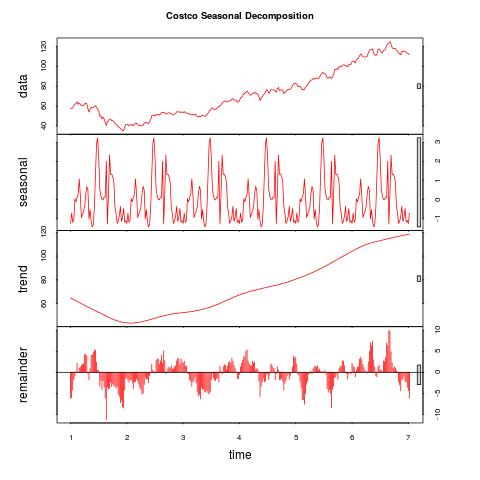 Costco Seasonal Decomposition
data
40 60 80 100 120
seasonal
-1 0 1 2 3
trend
60 80 100 120
remainder
-10 -5 0 5 10
1 2 3 4 5 6 7
time